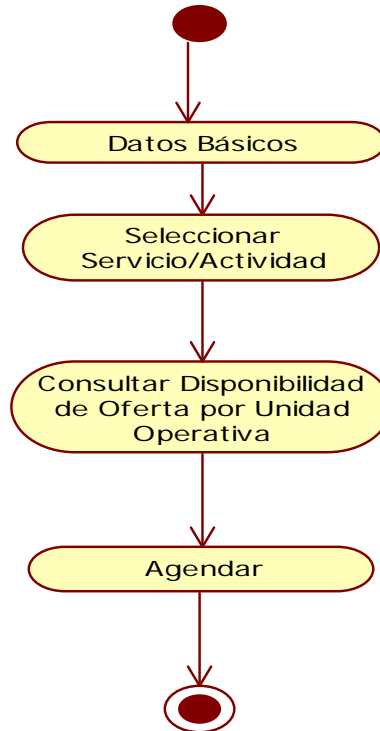 Datos Básicos
Seleccionar
Servicio/Actividad
Consultar Disponibilidad
de Oferta por Unidad
Operativa
Agendar